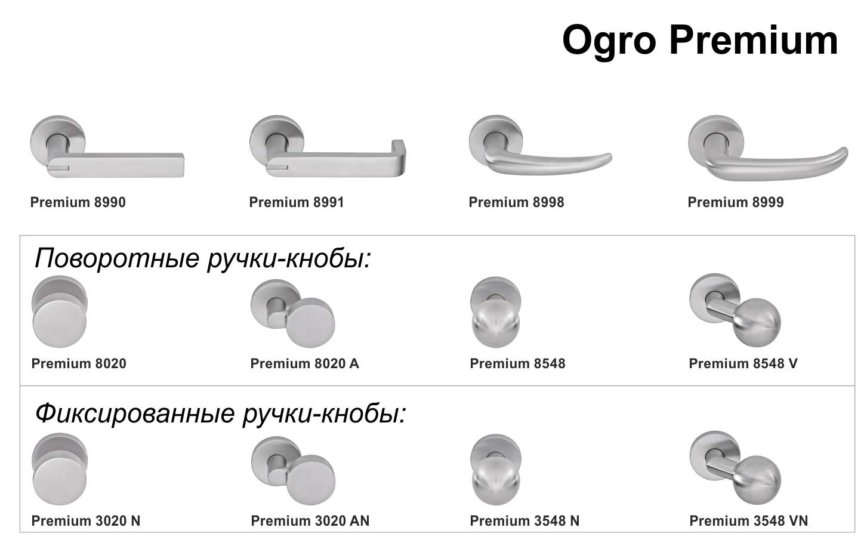 Ogro Premium
Premium 8990
Premium 8991
Premium 8998
Premium 8999
Поворотные ручки-кнобы:
Premium 8020
Premium 8020 A
Premium 8548
Premium 8548 V
Фиксированные ручки-кнобы:
Premium 3020 N
Premium 3020 AN
Premium 3548 N
Premium 3548 VN